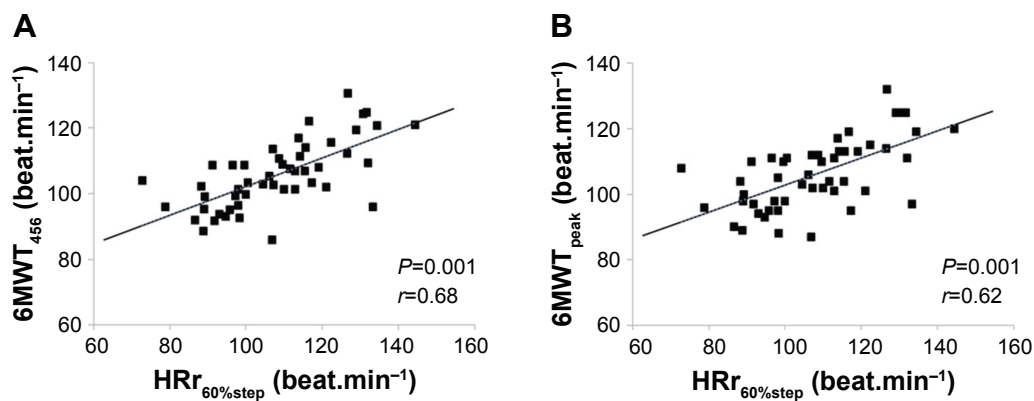 A
6MWT456 (beat.min−1)
140
120
100
80
60
P=0.001
r=0.68
60 80 100 120 140 160
HRr60%step (beat.min−1)
B
6MWTpeak (beat.min−1)
140
120
100
80
60
P=0.001
r=0.62
60 80 100 120 140 160
HRr60%step (beat.min−1)